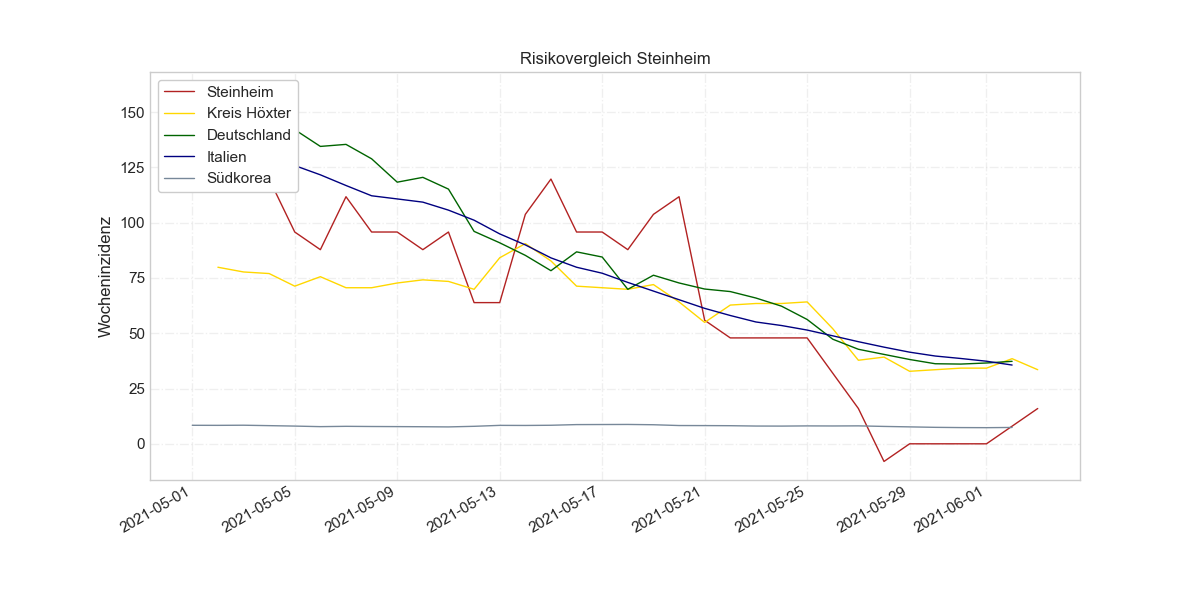 Risikovergleich Steinheim
Steinheim
Kreis Höxter
Deutschland
Italien
Südkorea
Wocheninzidenz
150
125
100
75
50
25
0
2021-05-01
2021-05-05
2021-05-09
2021-05-13
2021-05-17
2021-05-21
2021-05-25
2021-05-29
2021-06-01